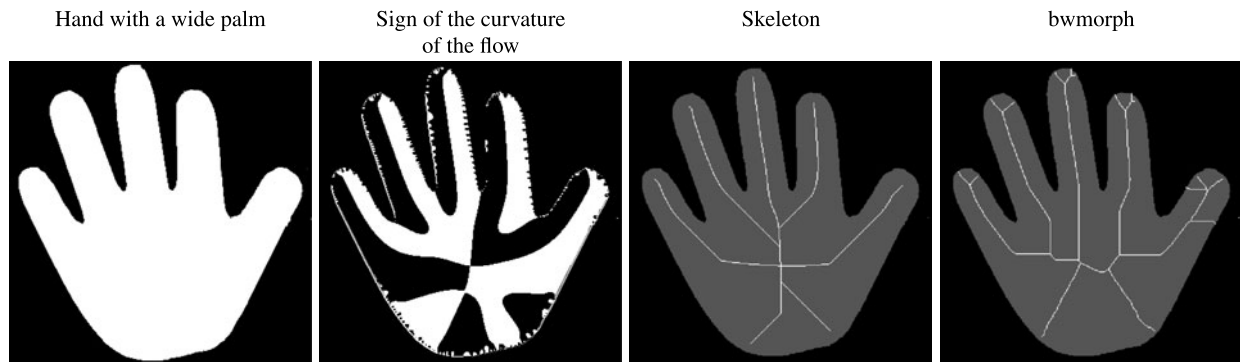 Hand with a wide palm
Sign of the curvature
of the flow
Skeleton
bwmorph